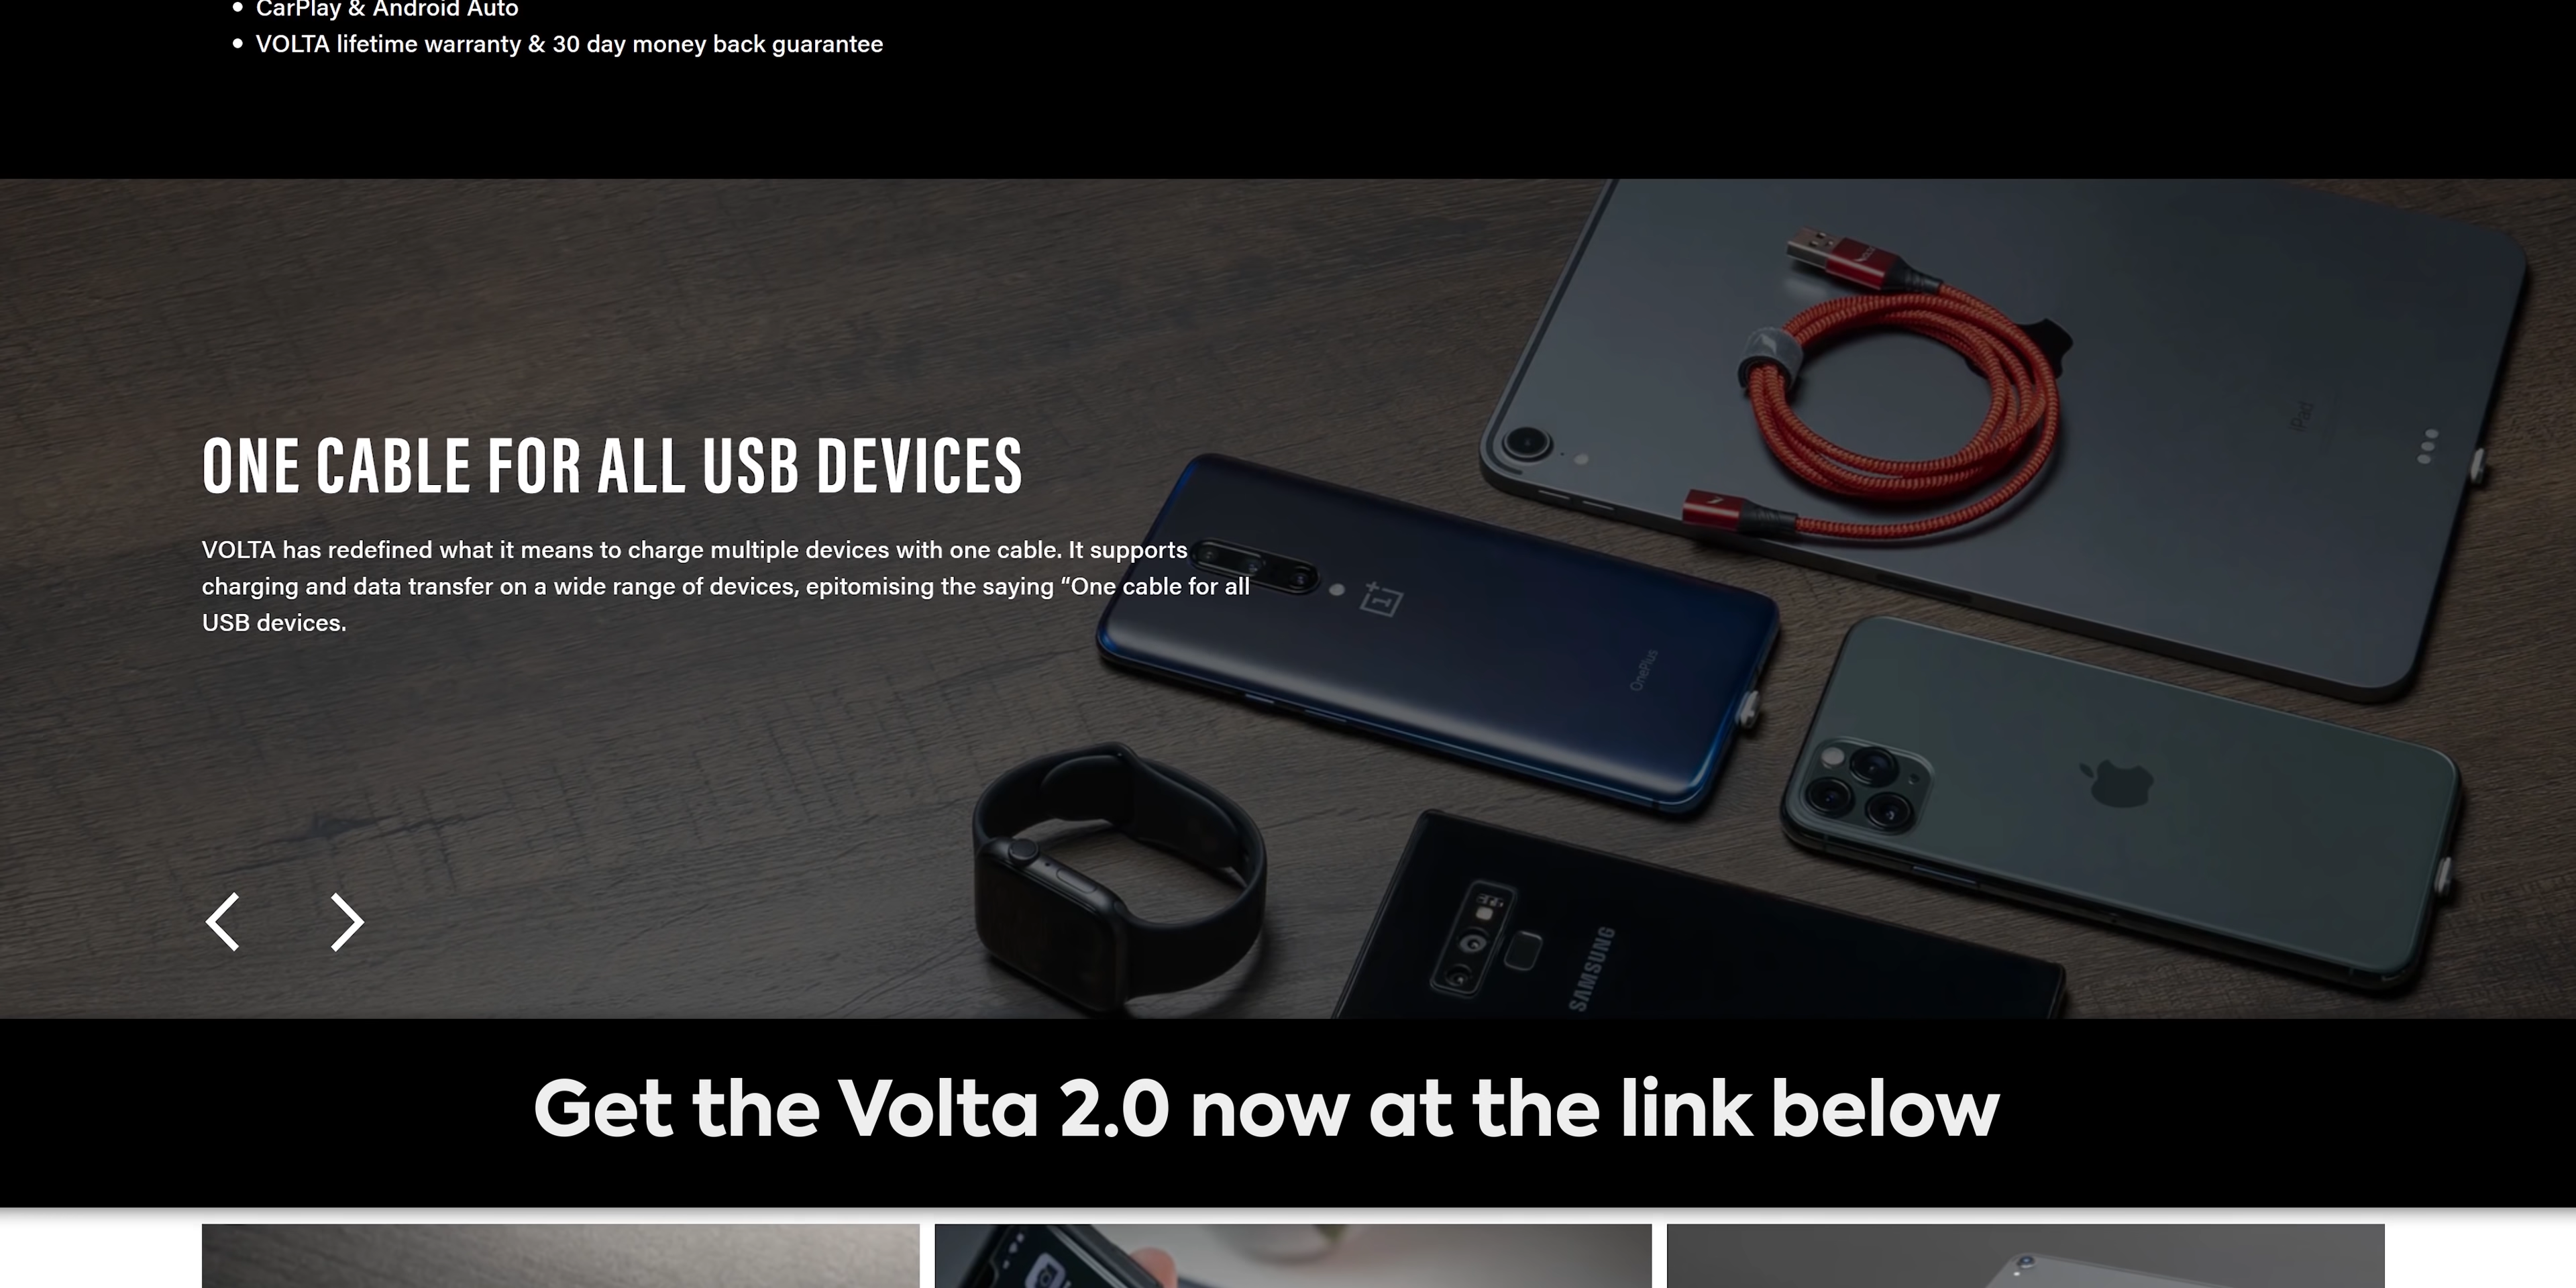 CarPlay & Android Auto
VOLTA lifetime warranty & 30 day money back guarantee
ONE CABLE FOR ALL USB DEVICES
VOLTA has redefined what it means to charge multiple devices with one cable. It supports
charging and data transfer on a wide range of devices, epitomising the saying “One cable for all
USB devices.
iPad
OnePlus
SAMSUNG
Get the Volta 2.0 now at the link below